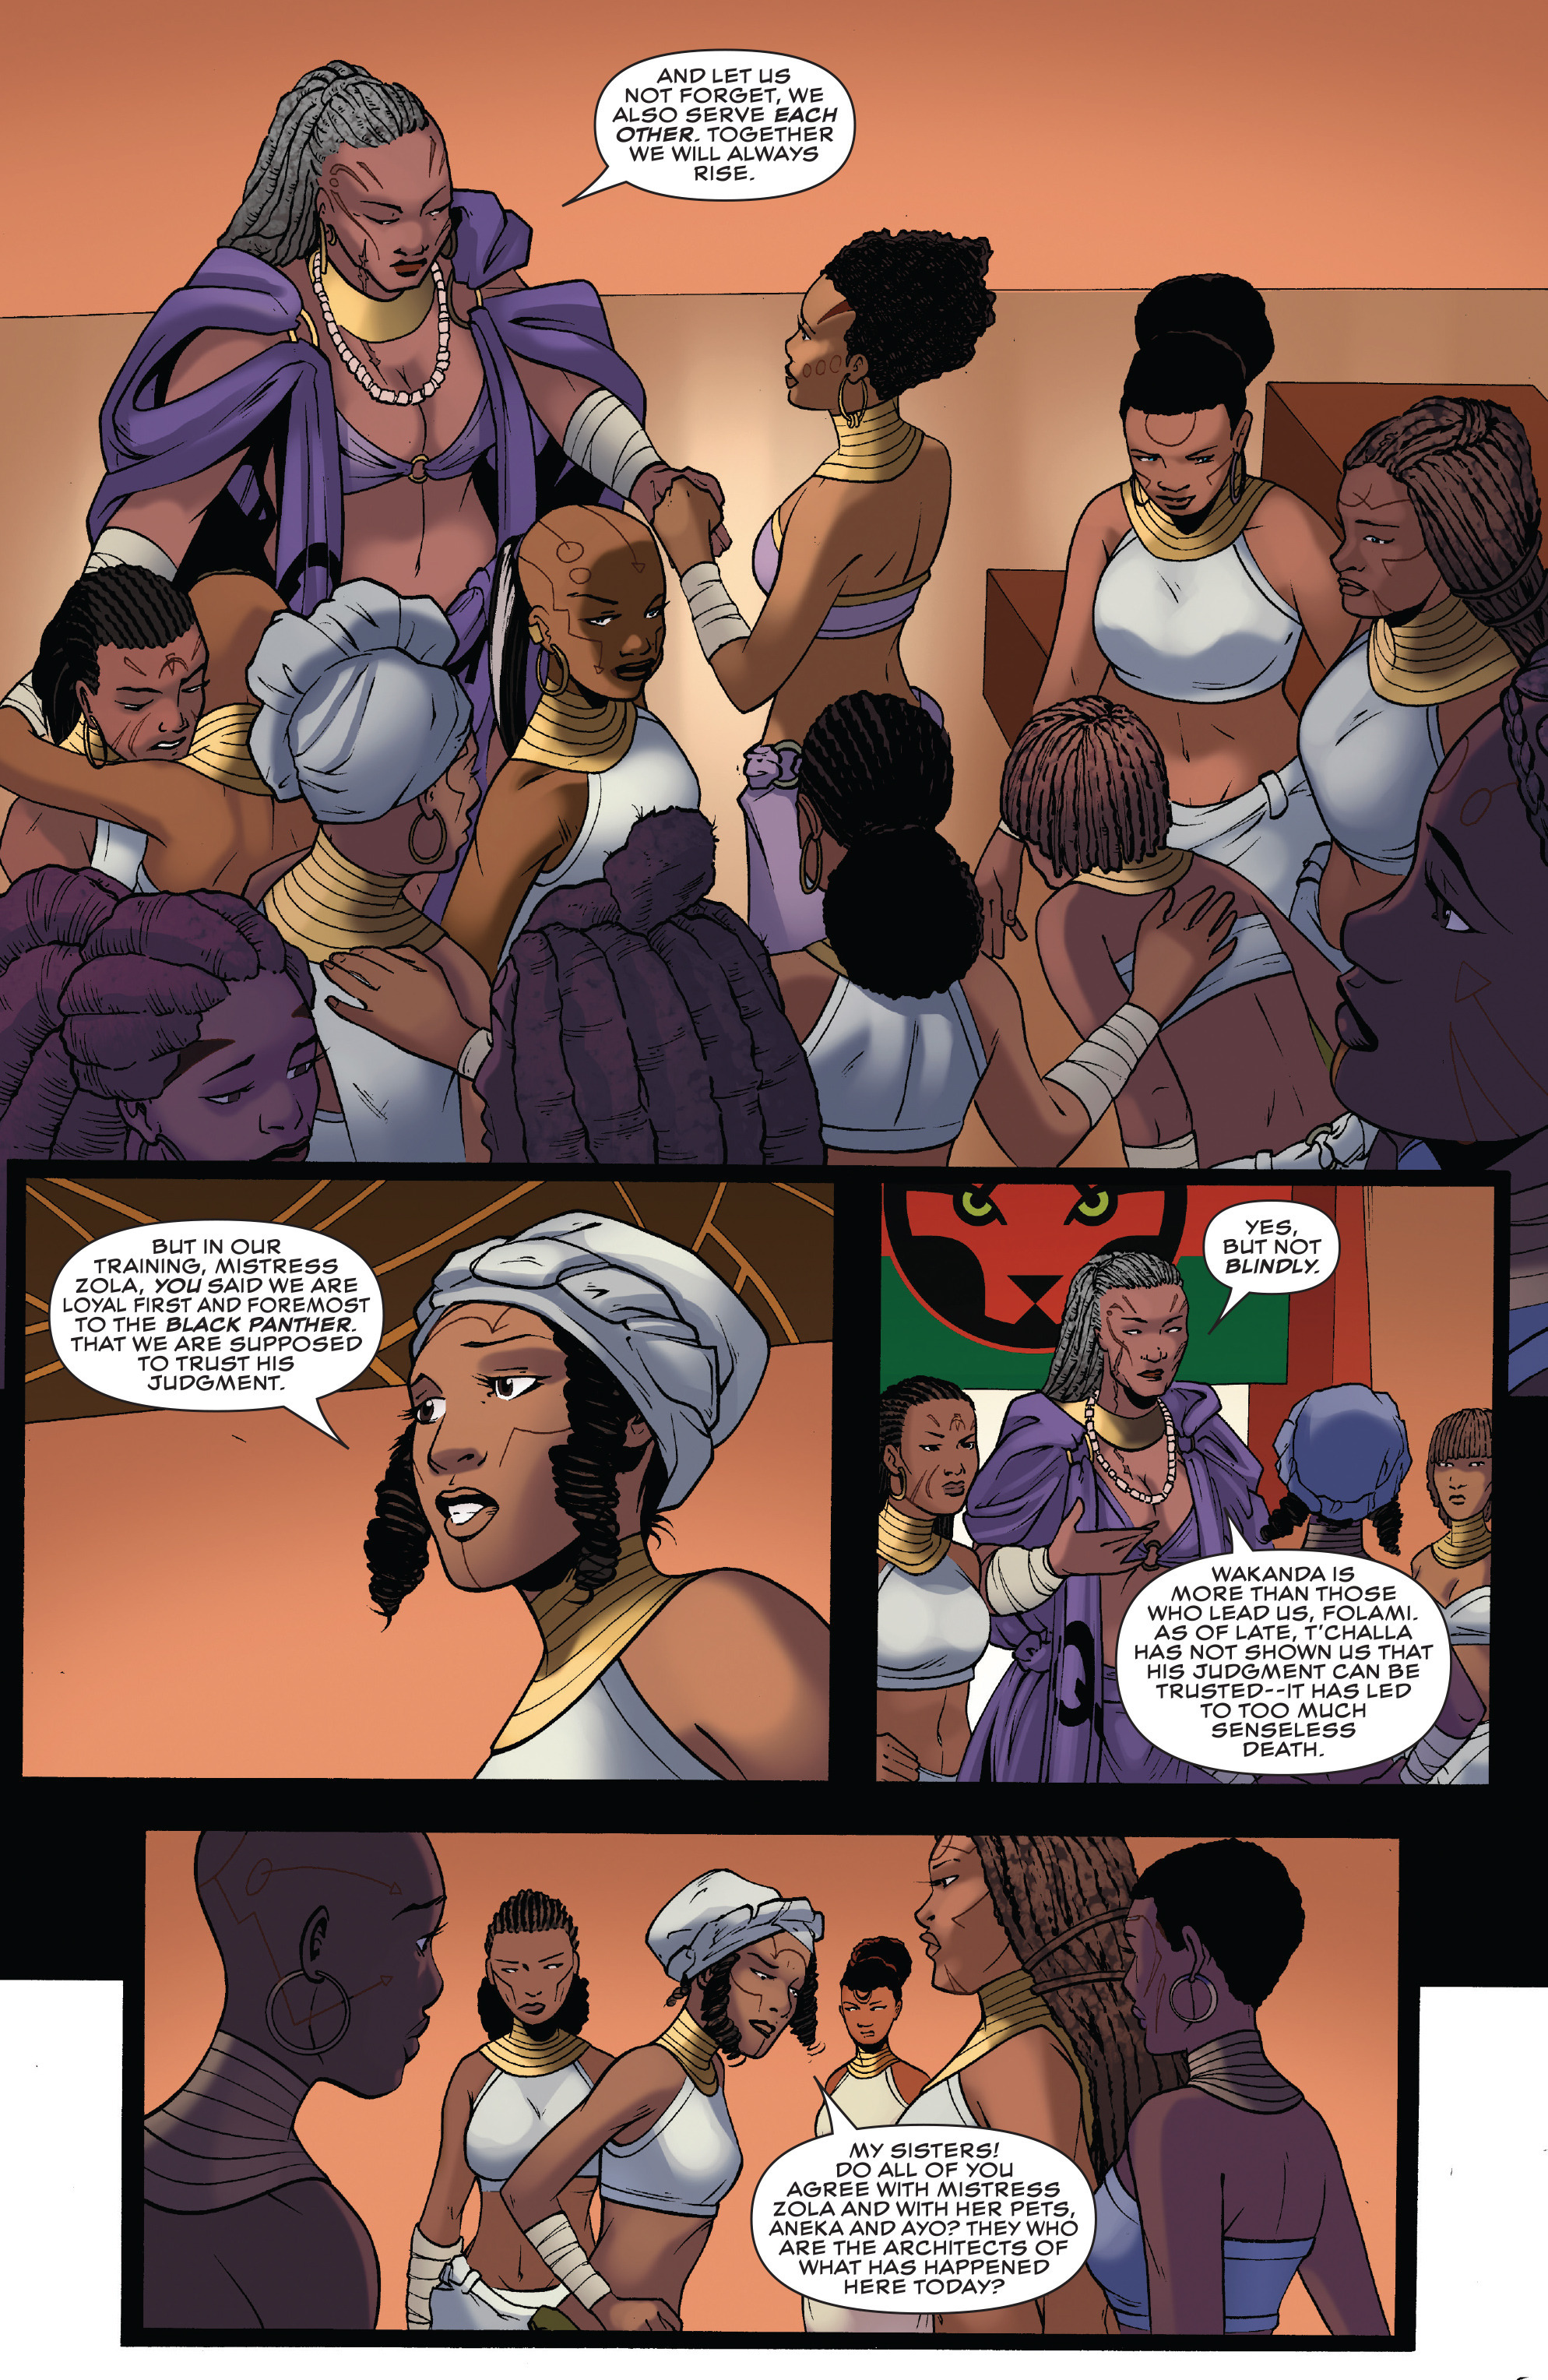 AND LET US
NOT FORGET, WE
ALSO SERVE EACH
OTHER. TOGETHER
WE WILL ALWAYS
RISE.
BUT IN OUR
TRAINING, MISTRESS
ZOLA, YOU SAID WE ARE
LOYAL FIRST AND FOREMOST
TO THE BLACK PANTHER.
THAT WE ARE SUPPOSED
TO TRUST HIS
JUDGMENT.
YES,
BUT NOT
BLINDLY.
WAKANDA IS
MORE THAN THOSE
WHO LEAD US, FOLAMI.
AS OF LATE, T'CHALLA
HAS NOT SHOWN US THAT
HIS JUDGMENT CAN BE
TRUSTED--IT HAS LED
TO TOO MUCH
SENSELESS
DEATH.
MY SISTERS!
DO ALL OF YOU
AGREE WITH MISTRESS
ZOLA AND WITH HER PETS,
ANEKA AND AYO? THEY WHO
ARE THE ARCHITECTS OF
WHAT HAS HAPPENED
HERE TODAY?